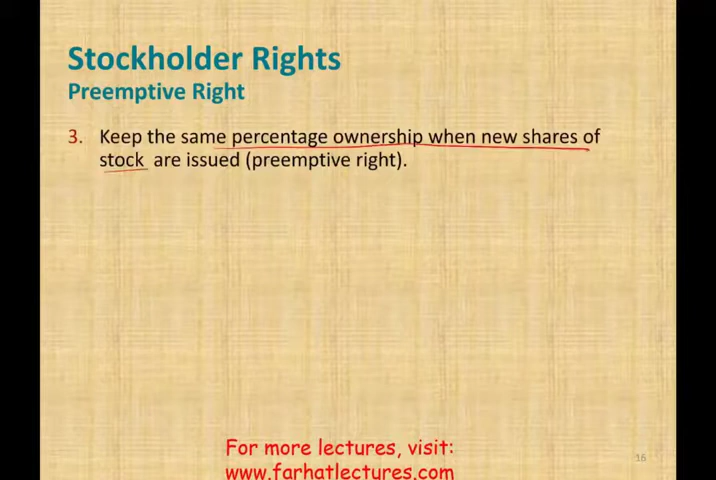 Stockholder Rights
Preemptive Right
3. Keep the same percentage ownership when new shares of
stock are issued (preemptive right).
For more lectures, visit:
www.farhatlectures.com
16